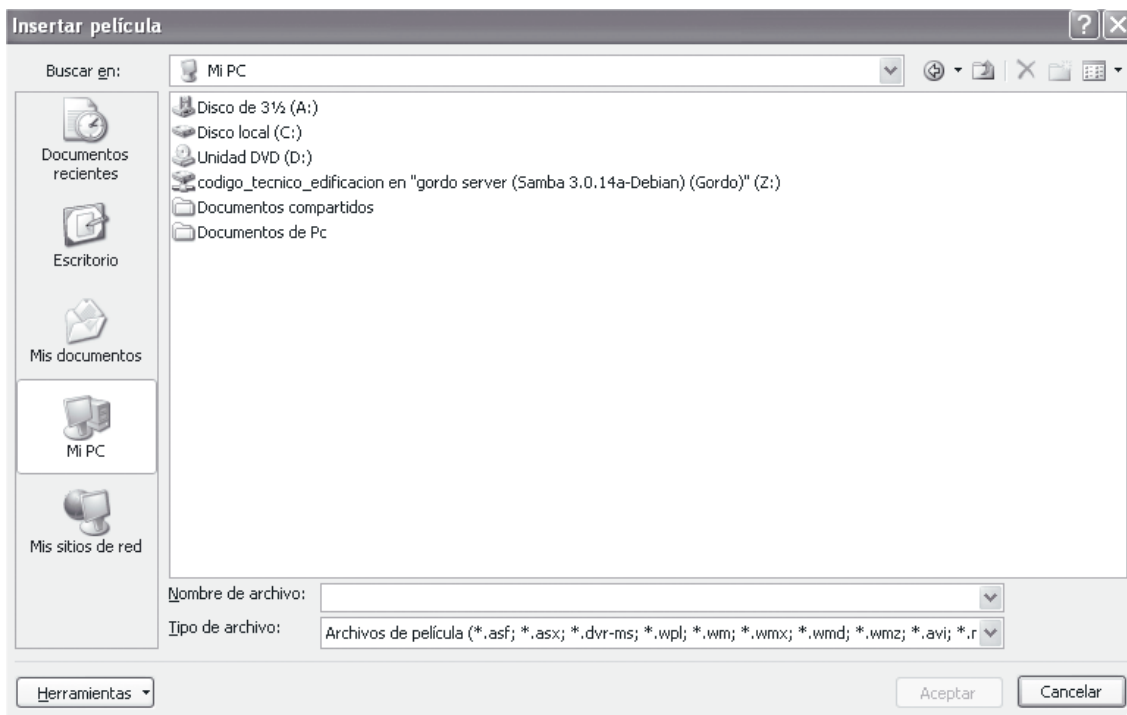 Insertar película
Buscar en:
Mi PC
Documentos
recientes
Escritorio
Mis documentos
Mi PC
Mis sitios de red
Disco de 3½ (A:)
Disco local (C:)
Unidad DVD (D:)
codigo_tecnico_edificacion en "gordo server (Samba 3.0.14a-Debian) (Gordo)" (Z:)
Documentos compartidos
Documentos de Pc
Nombre de archivo:
Tipo de archivo:
Archivos de película (*.asf; *.asx; *.dvr-ms; *.wpl; *.wm; *.wmx; *.wmd; *.wmz; *.avi; *.r
Herramientas
Aceptar
Cancelar